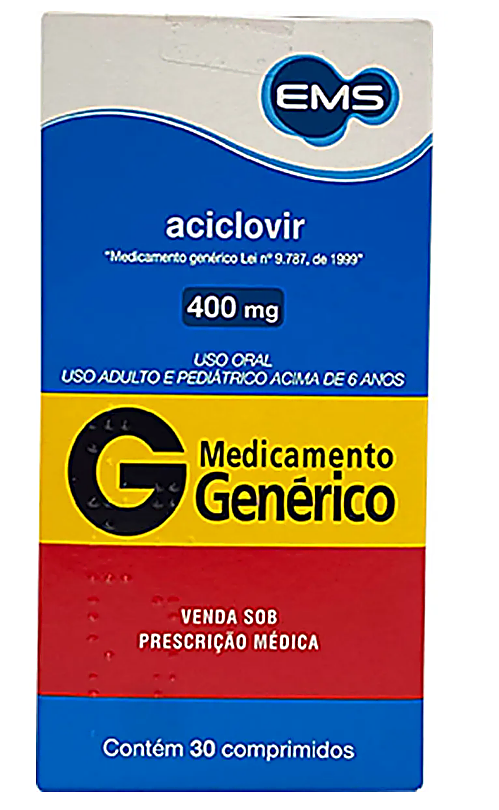 EMS
aciclovir
"Medicamento genérico Lei nº 9.787, de 1999"
400 mg
USO ORAL
USO ADULTO E PEDIÁTRICO ACIMA DE 6 ANOS
G Medicamento
Genérico
VENDA SOB
PRESCRIÇÃO MÉDICA
Contém 30 comprimidos